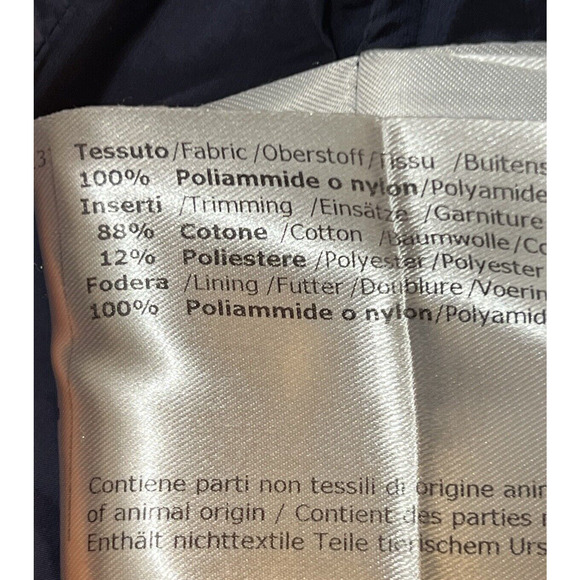 Tessuto/Fabric /Oberstoff/Tissu /Buitens
100% Poliammide o nylon/Polyamide
Inserti /Trimming /Einsätze /Garniture
88% Cotone /Cotton /Baumwolle/Co
12% Poliestere /Polyester /Polyester
Fodera /Lining /Futter /Doublure /Voerin
100% Poliammide o nylon/Polyamid
Contiene parti non tessili di origine anim
of animal origin / Contient des parties n
Enthält nichttextile Teile tierischem Urs